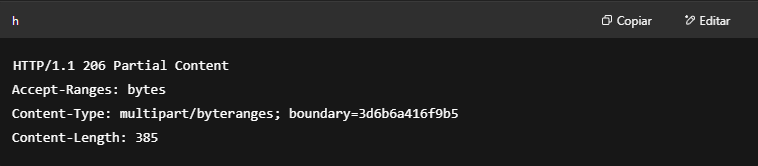 h Copiar Editar
HTTP/1.1 206 Partial Content
Accept-Ranges: bytes
Content-Type: multipart/byteranges; boundary=3d6b6a416f9b5
Content-Length: 385